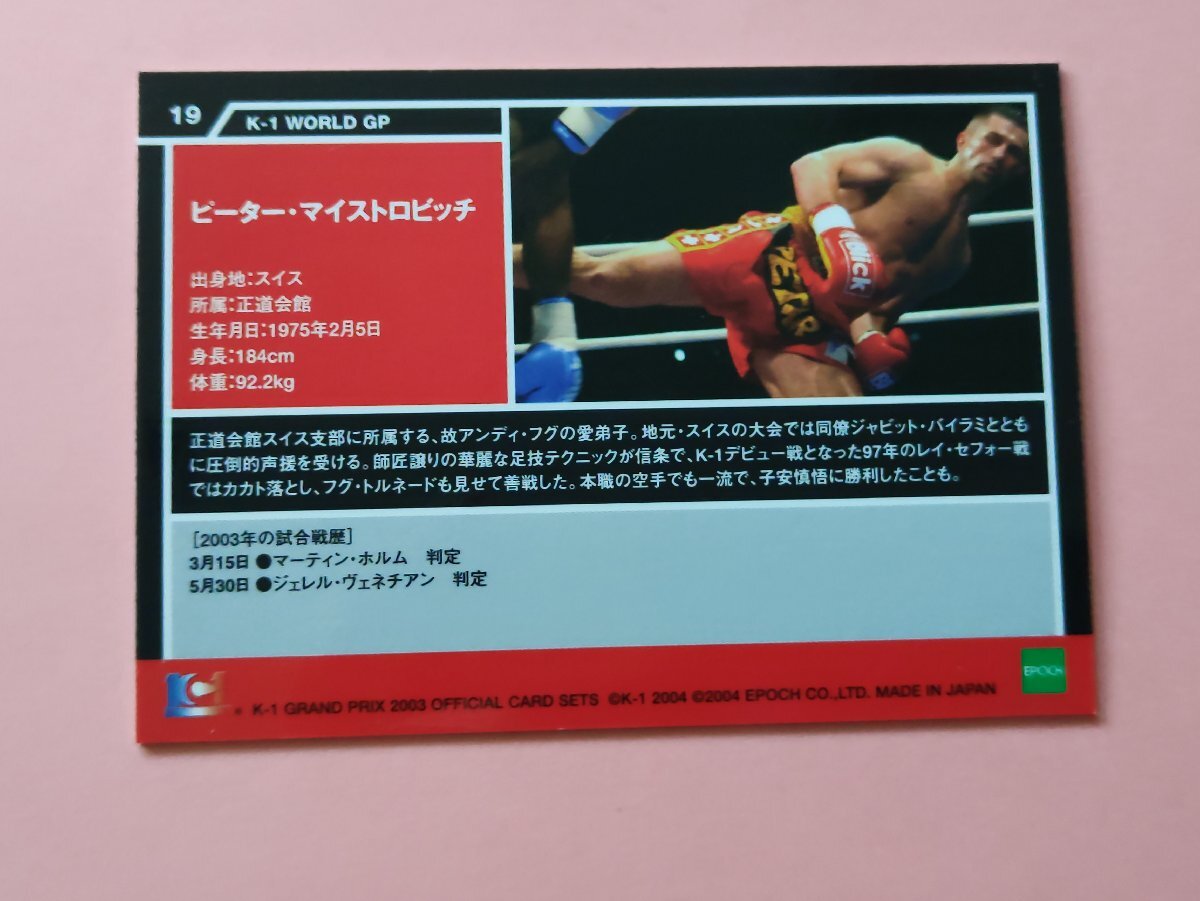 19
K-1 WORLD GP
ピーター・マイストロビッチ
出身地:スイス
所属:正道会館
生年月日:1975年2月5日
身長:184cm
体重:92.2kg
Mick
PETAR
正道会館スイス支部に所属する、故アンディ・フグの愛弟子。地元・スイスの大会では同僚ジャビット・バイラミととも
に圧倒的声援を受ける。師匠譲りの華麗な足技テクニックが信条で、K-1デビュー戦となった97年のレイ・セフォー戦
ではカカト落とし、フグ・トルネードも見せて善戦した。本職の空手でも一流で、子安慎悟に勝利したことも。
[2003年の試合戦歴]
3月15日 ●マーティン・ホルム 判定
5月30日 ●ジェレル・ヴェネチアン 判定
K-1
K-1 GRAND PRIX 2003 OFFICIAL CARD SETS ©K-1 2004 ©2004 EPOCH CO.,LTD. MADE IN JAPAN
EPOCH